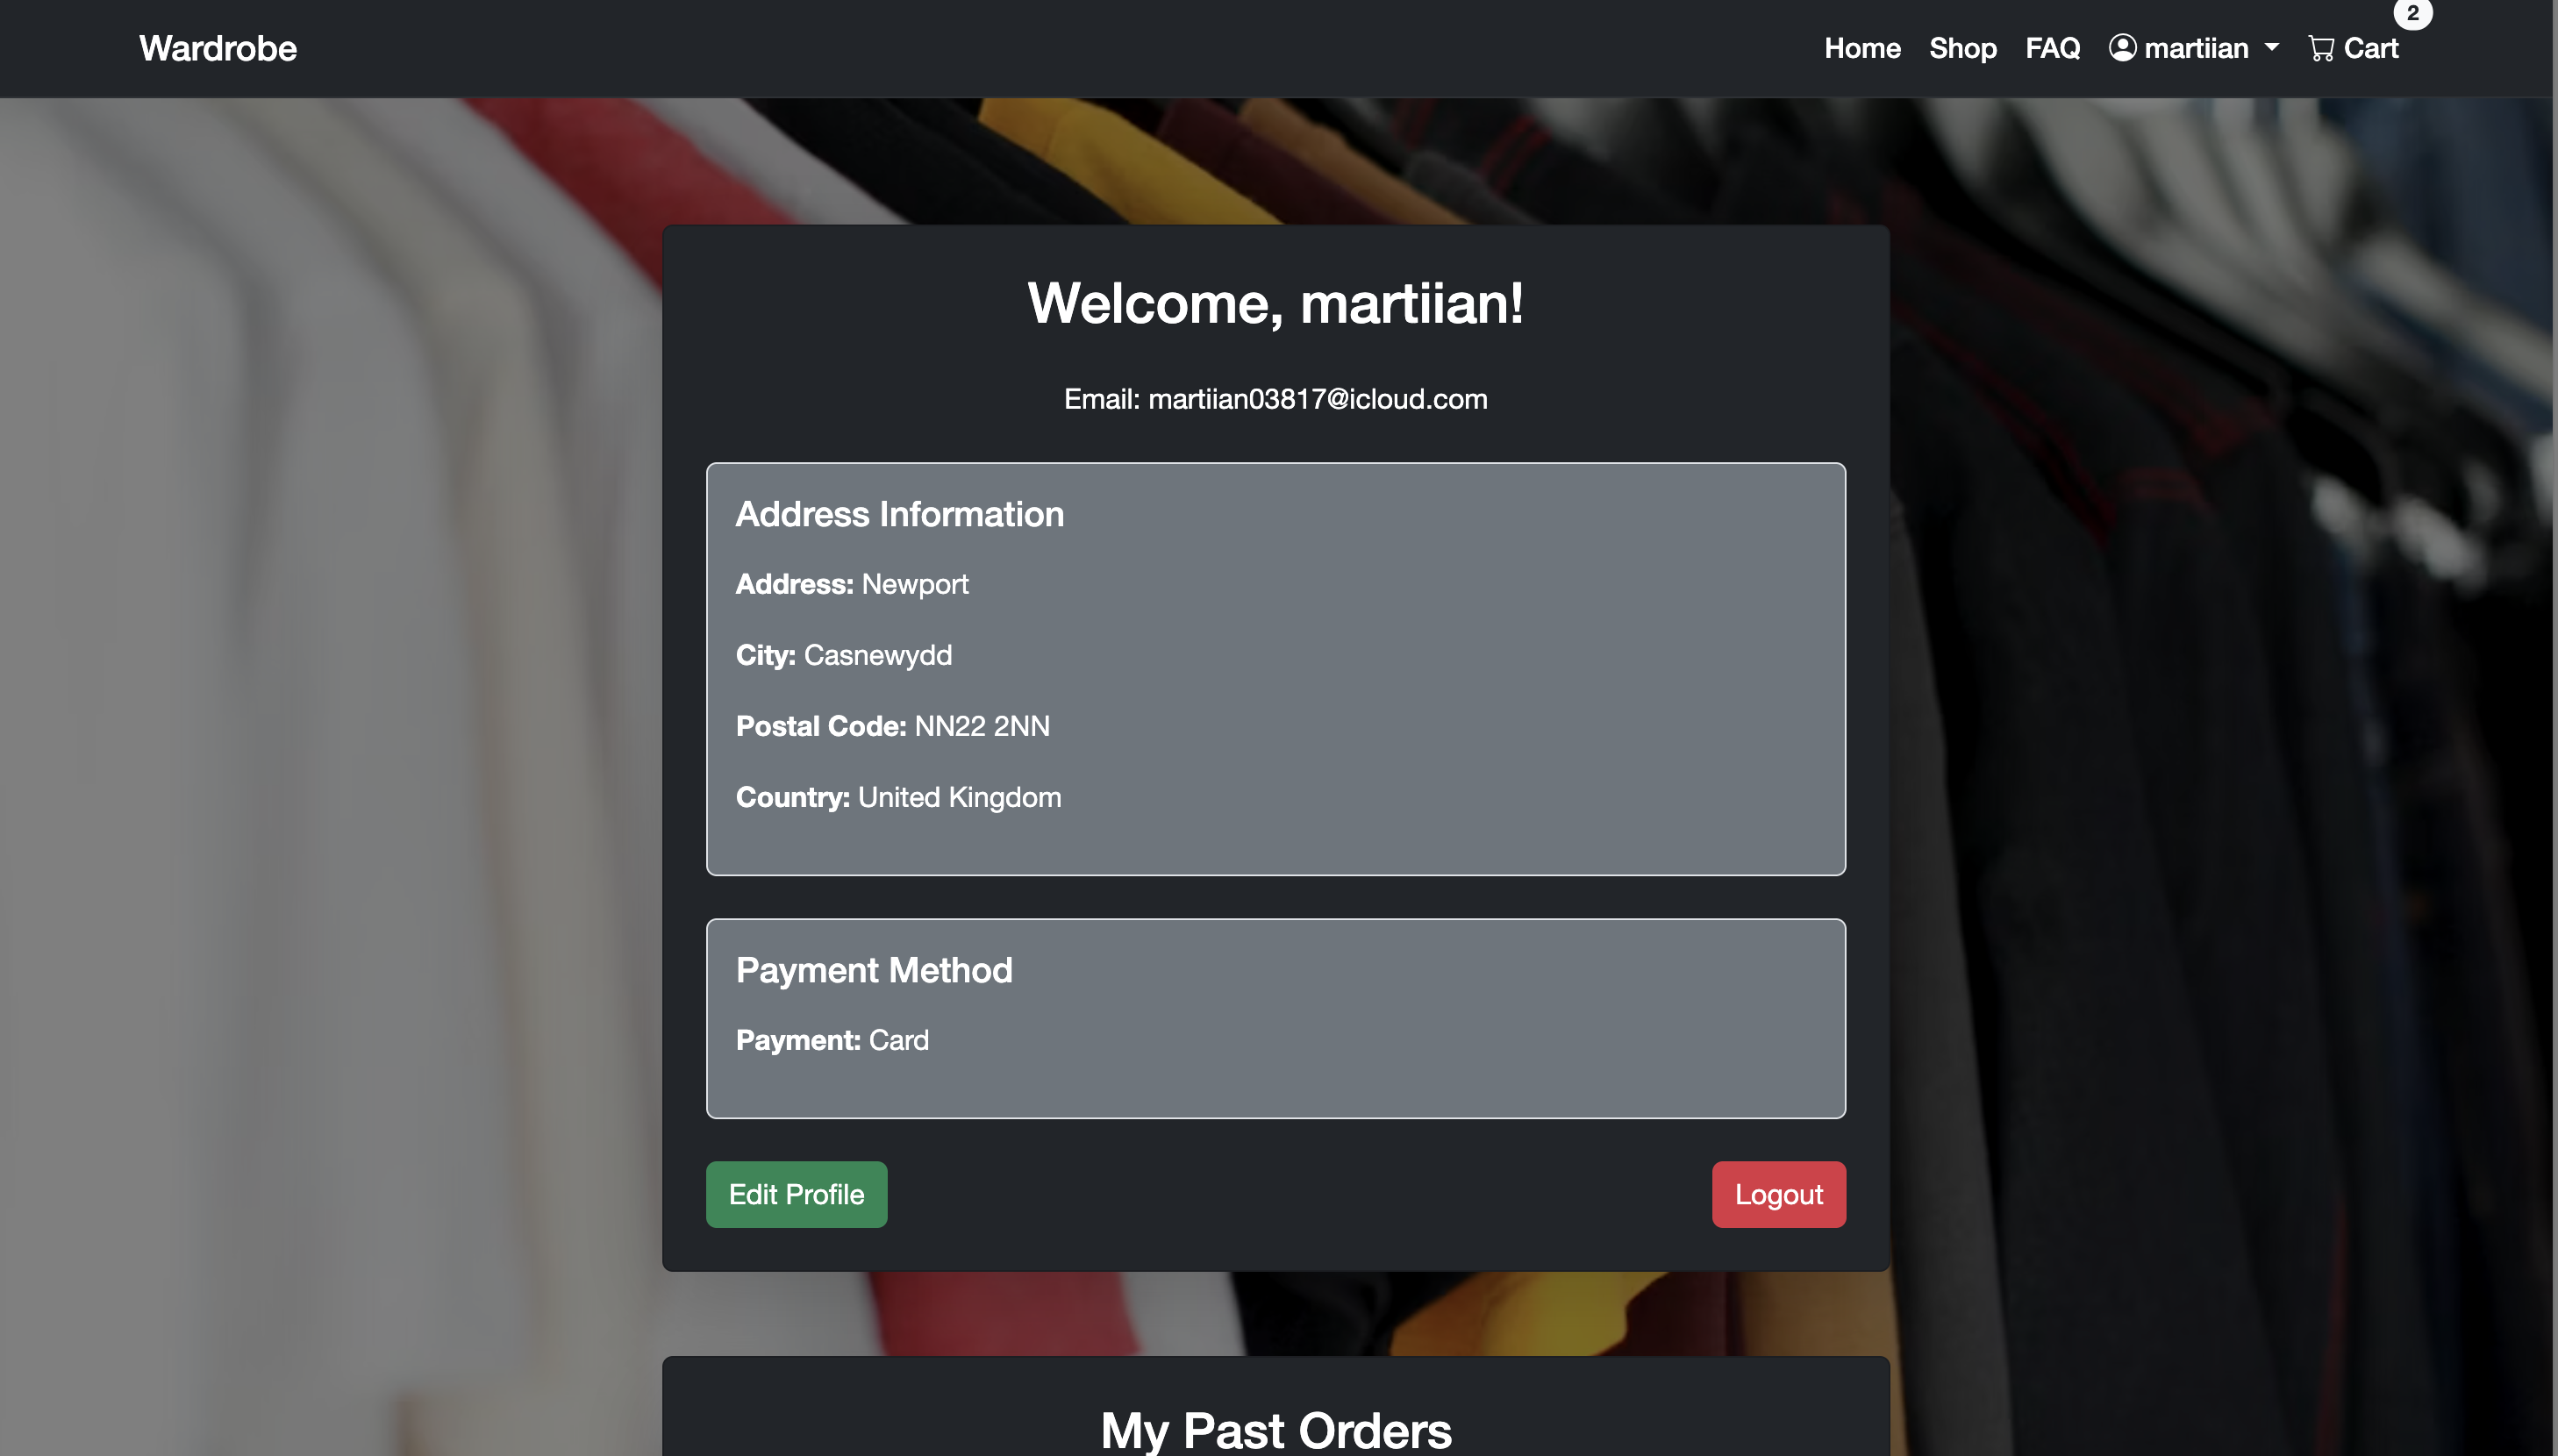 Wardrobe
Home Shop FAQ martiian Cart 2
Welcome, martiian!
Email: martiian03817@icloud.com
Address Information
Address: Newport
City: Casnewydd
Postal Code: NN22 2NN
Country: United Kingdom
Payment Method
Payment: Card
Edit Profile
Logout
My Past Orders